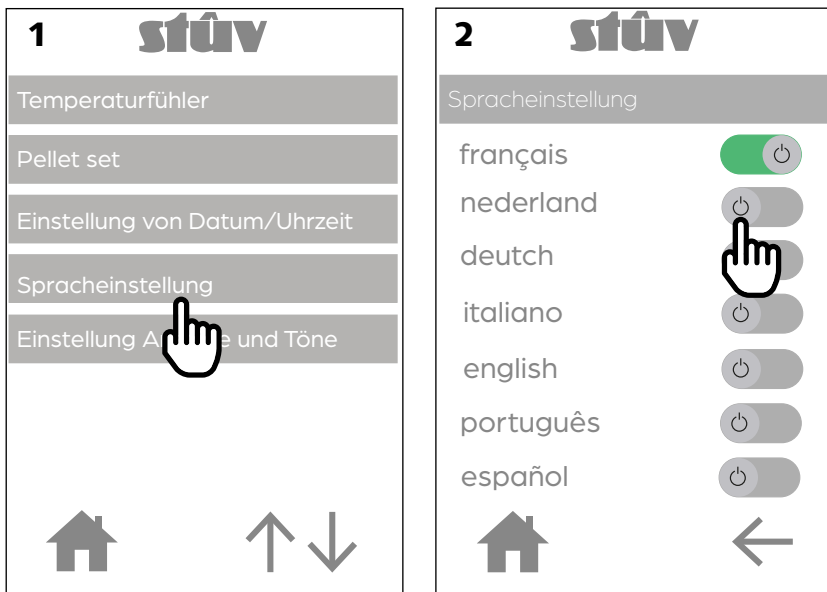 1
stûv
Temperaturfühler
Pellet set
Einstellung von Datum/Uhrzeit
Spracheinstellung
Einstellung A e und Töne
2
stûv
Spracheinstellung
français
nederland
deutch
italiano
english
português
español